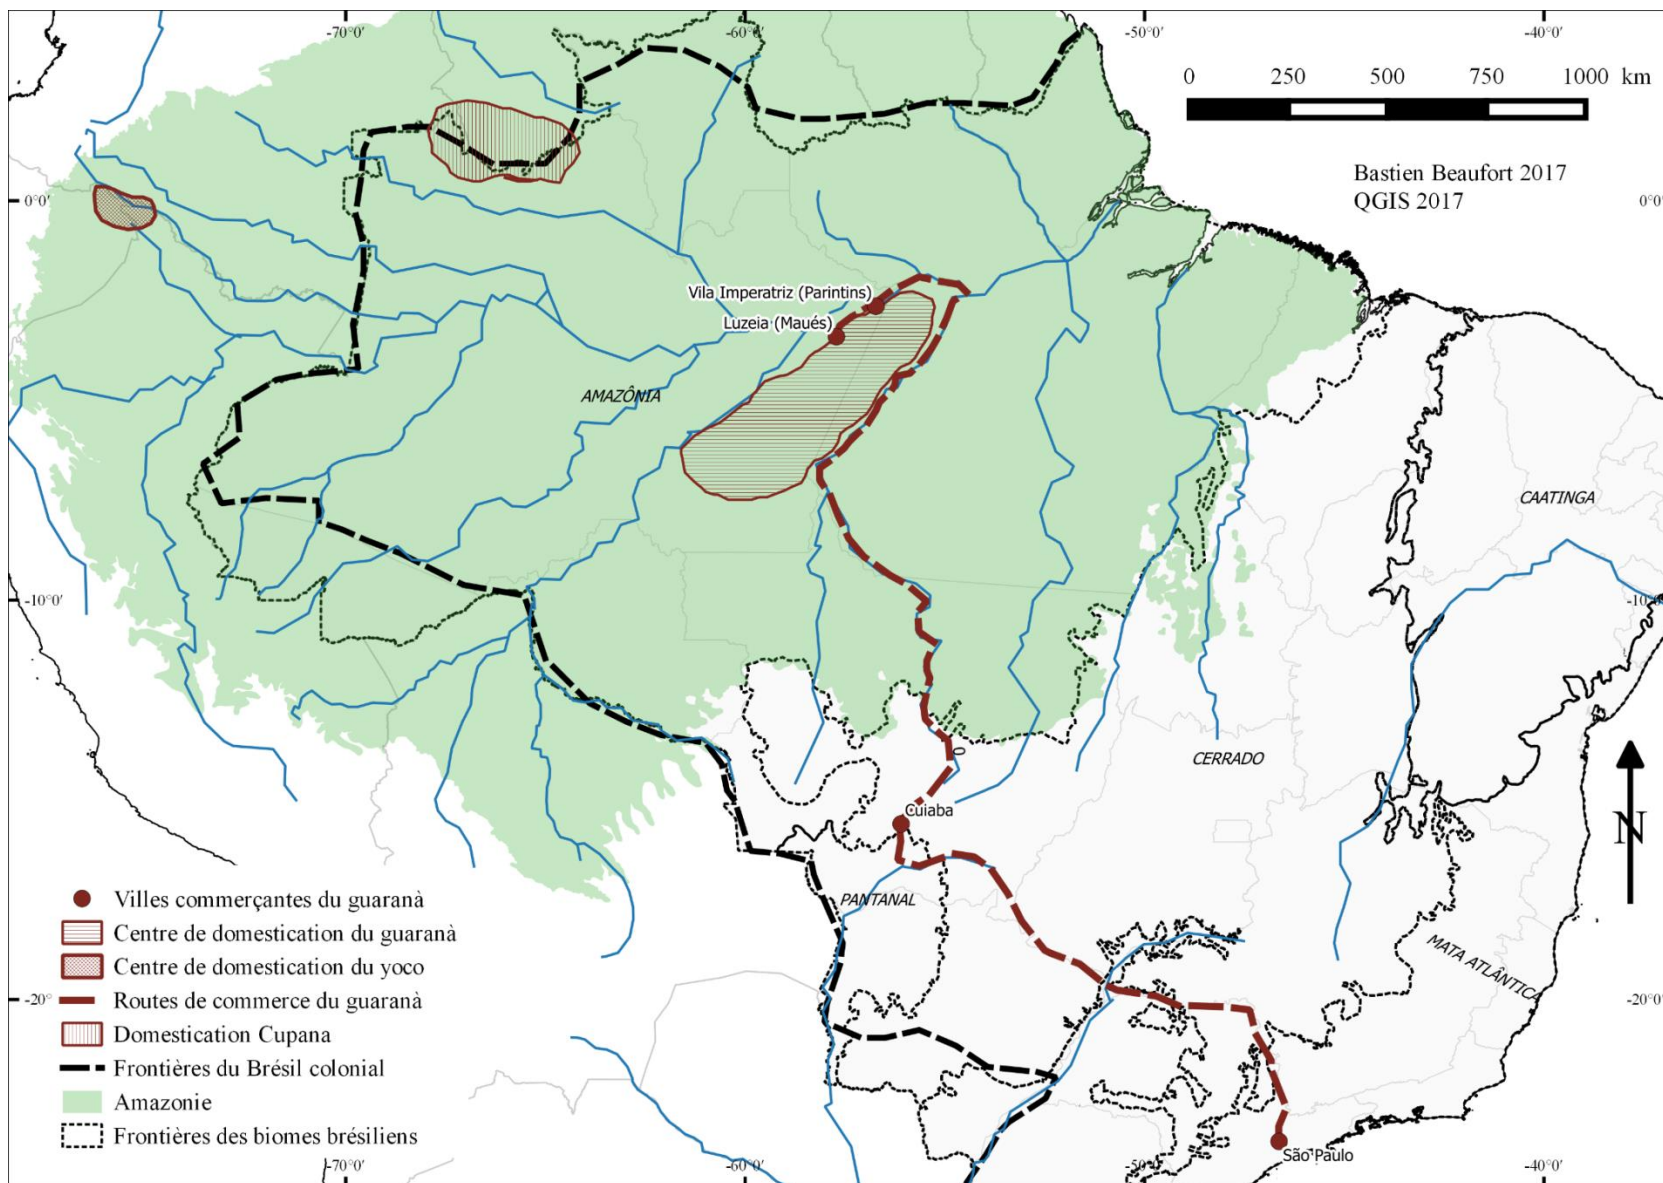 -70°0'
-60°0'
-50°0'
-40°0'
0 250 500 750 1000 km
Bastien Beaufort 2017
QGIS 2017
0°0'
0°0'
Vila Imperatriz (Parintins)
Luzeia (Maués)
AMAZÔNIA
CAATINGA
-10°0'
-10°0'
CERRADO
Cuiaba
N
PANTANAL
MATA ATLÂNTICA
Villes commerçantes du guaranà
Centre de domestication du guaranà
Centre de domestication du yoco
Routes de commerce du guaranà
Domestication Cupana
Frontières du Brésil colonial
Amazonie
Frontières des biomes brésiliens
-20°
-20°0'
São Paulo
-70°0'
-60°0'
-50°0'
-40°0'